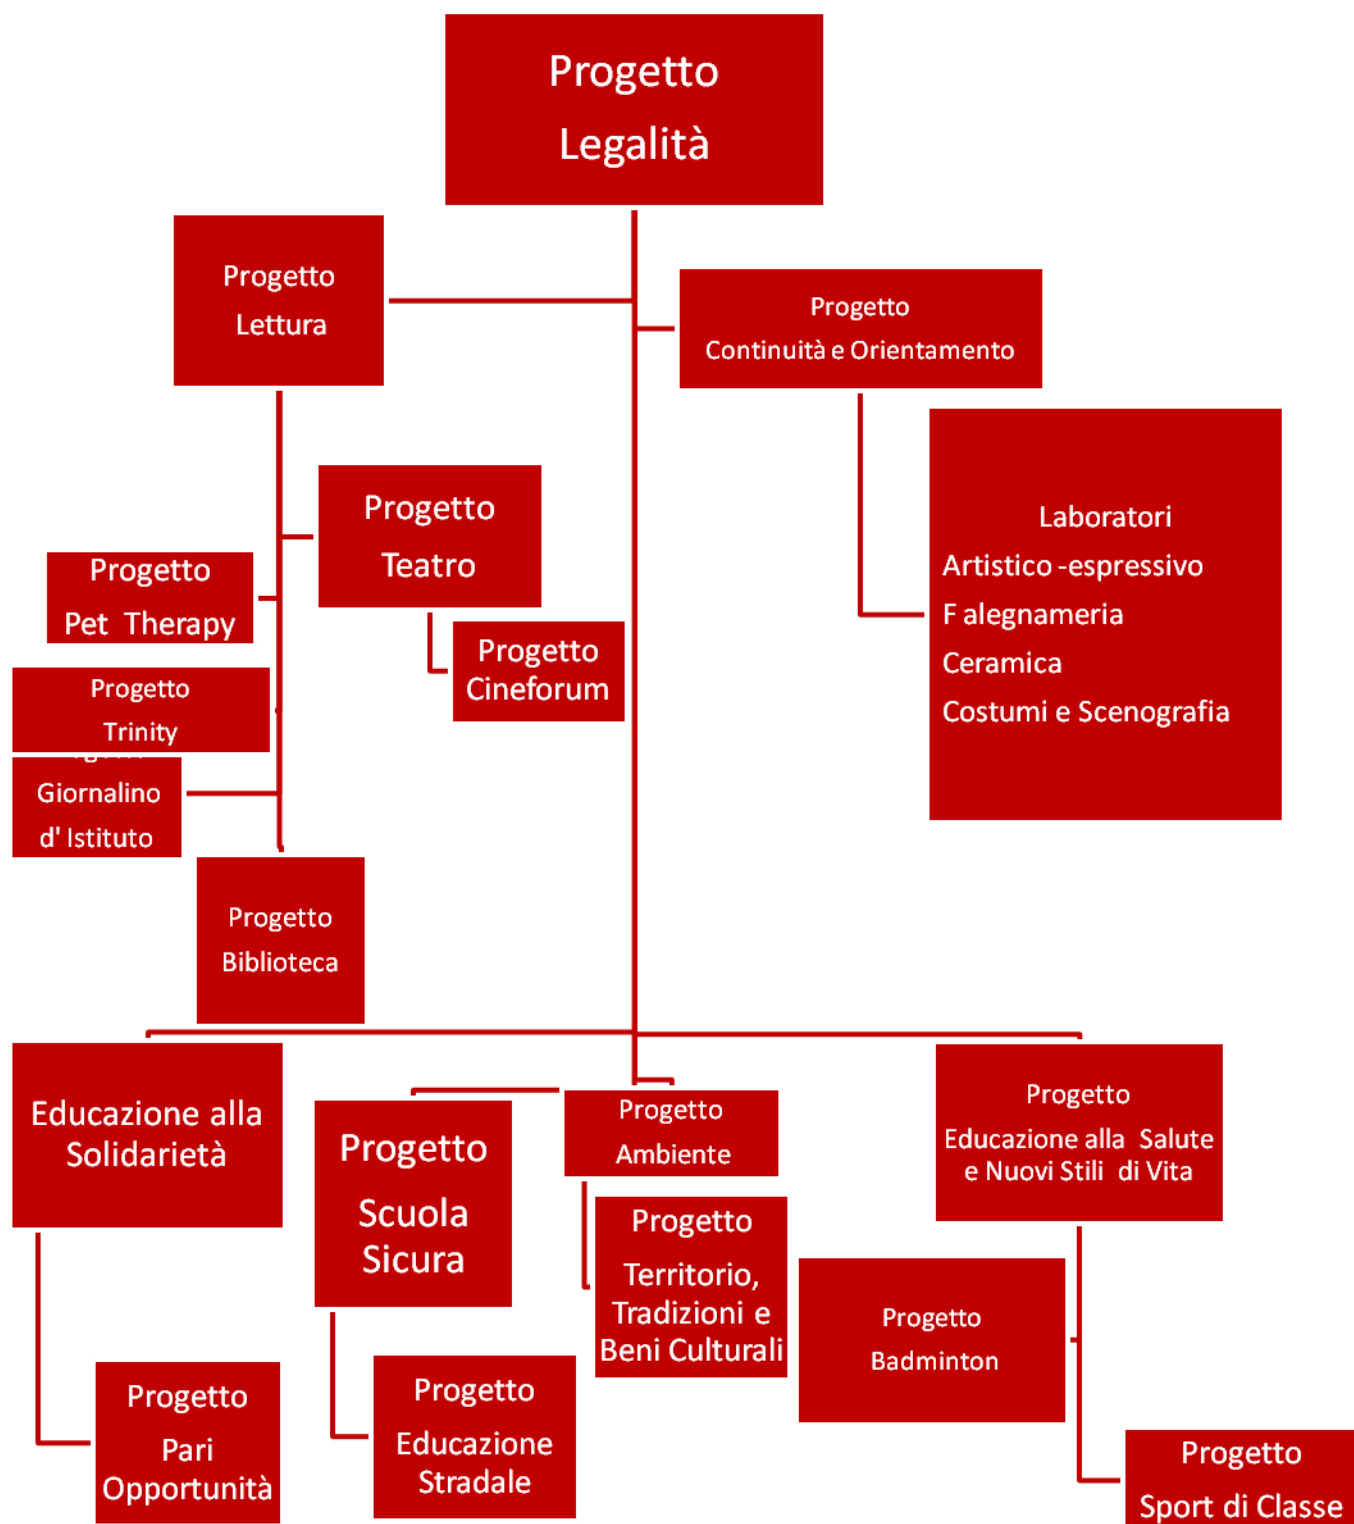 Progetto
Legalità
Progetto
Lettura
Progetto
Continuità e Orientamento
Laboratori
Artistico -espressivo
F alegnameria
Ceramica
Costumi e Scenografia
Progetto
Teatro
Progetto
Pet Therapy
Progetto
Cineforum
Progetto
Trinity
Giornalino
d' Istituto
Progetto
Biblioteca
Educazione alla
Solidarietà
Progetto
Scuola
Sicura
Progetto
Ambiente
Progetto
Educazione alla Salute
e Nuovi Stili di Vita
Progetto
Territorio,
Tradizioni e
Beni Culturali
Progetto
Badminton
Progetto
Pari
Opportunità
Progetto
Educazione
Stradale
Progetto
Sport di Classe